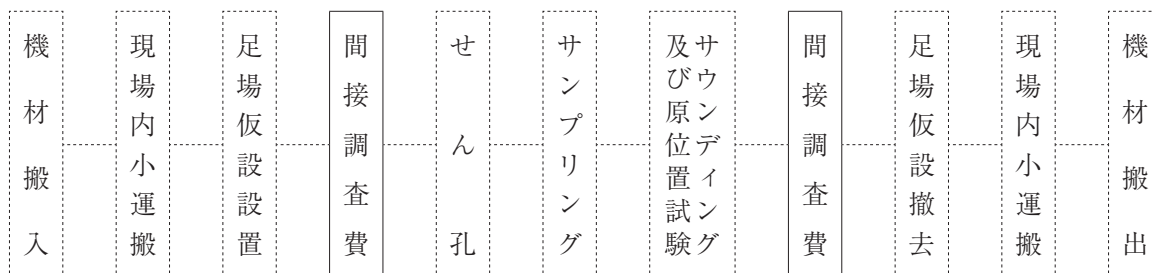 機材搬入
現場内小運搬
足場仮設設置
間接調査費
せん孔
サンプリング
サウンディング
及び原位置試験
間接調査費
足場仮設撤去
現場内小運搬
機材搬出